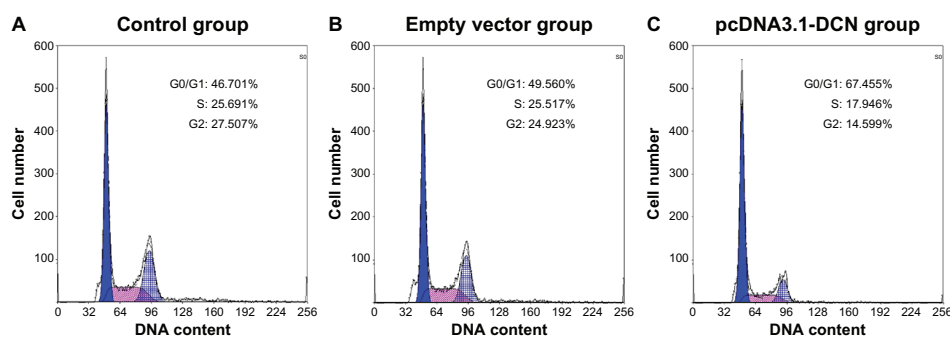 A Control group
600
500
400
300
200
100
Cell number
G0/G1: 46.701%
S: 25.691%
G2: 27.507%
0 32 64 96 128 160 192 224 256
DNA content
B Empty vector group
600
500
400
300
200
100
Cell number
G0/G1: 49.560%
S: 25.517%
G2: 24.923%
0 32 64 96 128 160 192 224 256
DNA content
C pcDNA3.1-DCN group
600
500
400
300
200
100
Cell number
G0/G1: 67.455%
S: 17.946%
G2: 14.599%
0 32 64 96 128 160 192 224 256
DNA content